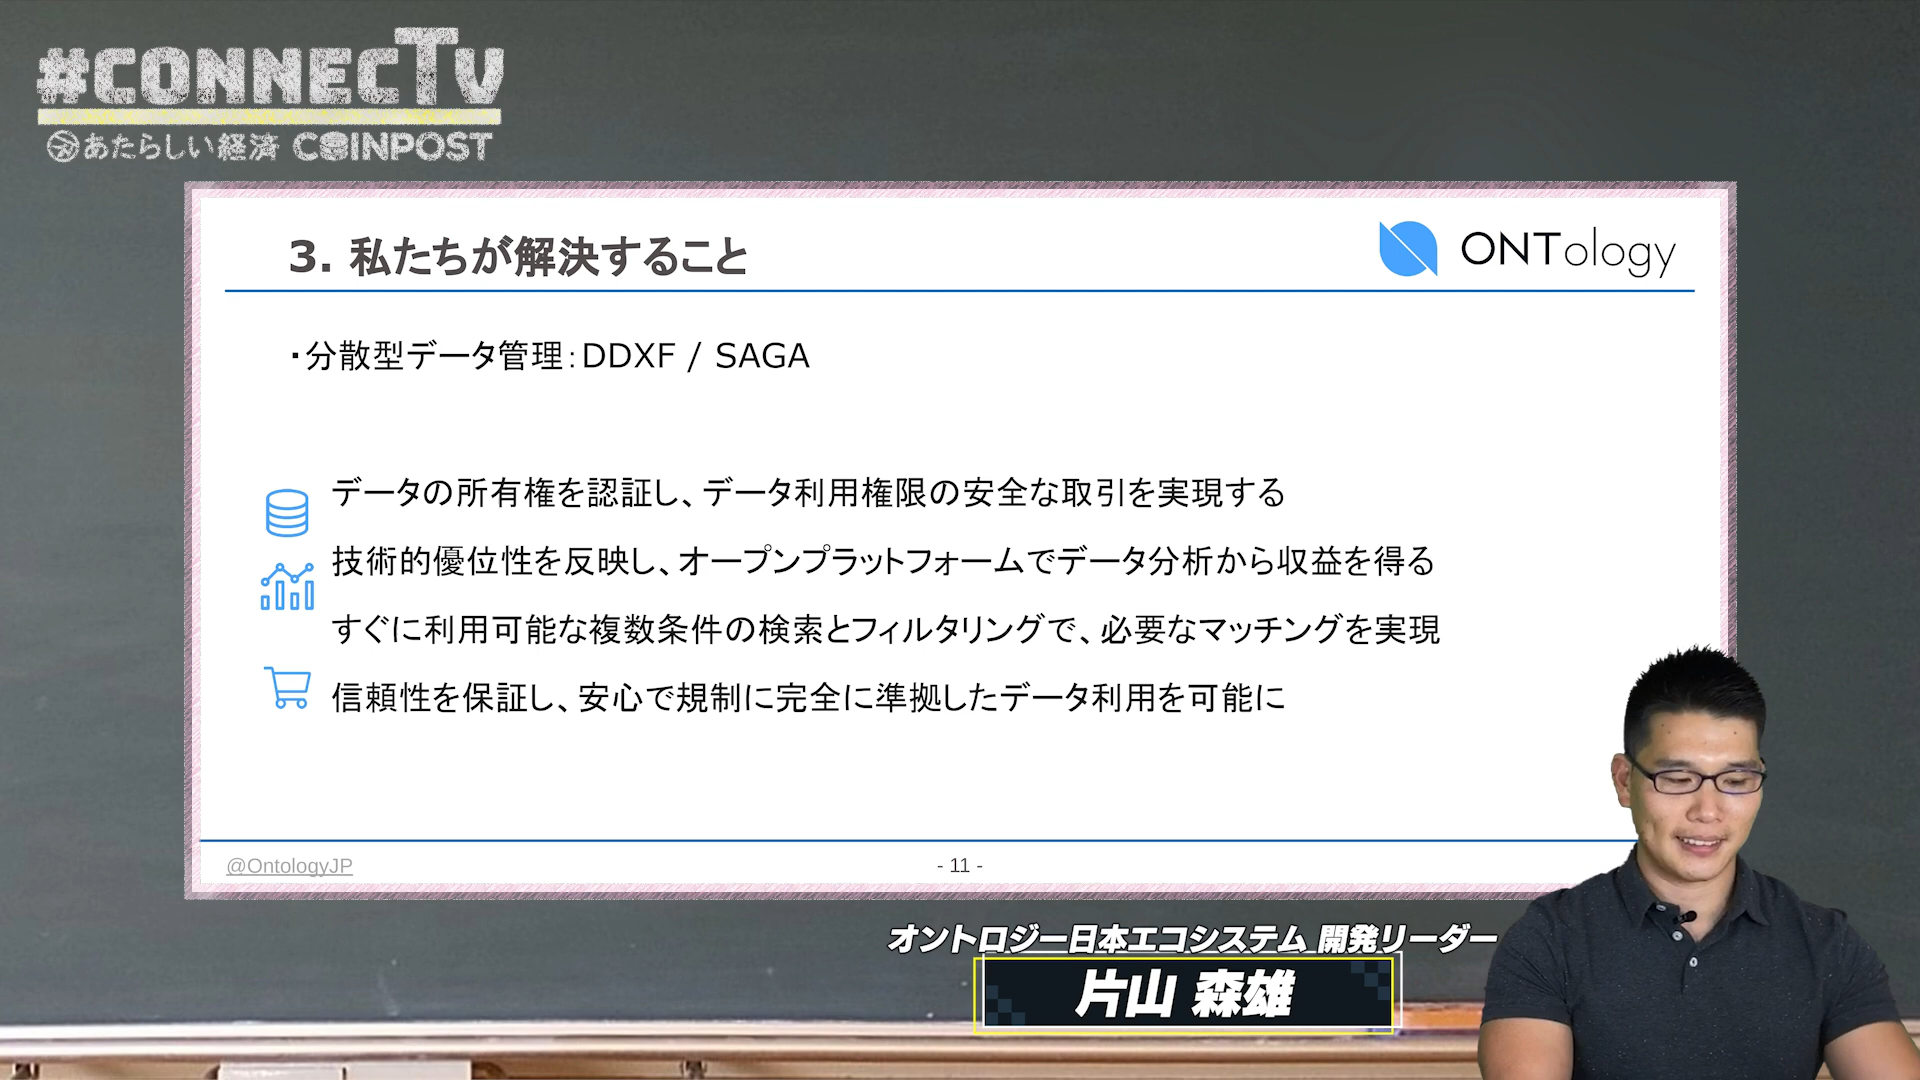 #CONNECTV
あたらしい経済 COINPOST
3. 私たちが解決すること
ONTology
・分散型データ管理：DDXF / SAGA
データの所有権を認証し、データ利用権限の安全な取引を実現する
技術的優位性を反映し、オープンプラットフォームでデータ分析から収益を得る
すぐに利用可能な複数条件の検索とフィルタリングで、必要なマッチングを実現
信頼性を保証し、安心で規制に完全に準拠したデータ利用を可能に
@OntologyJP
- 11 -
オントロジー日本エコシステム 開発リーダー
片山 森雄